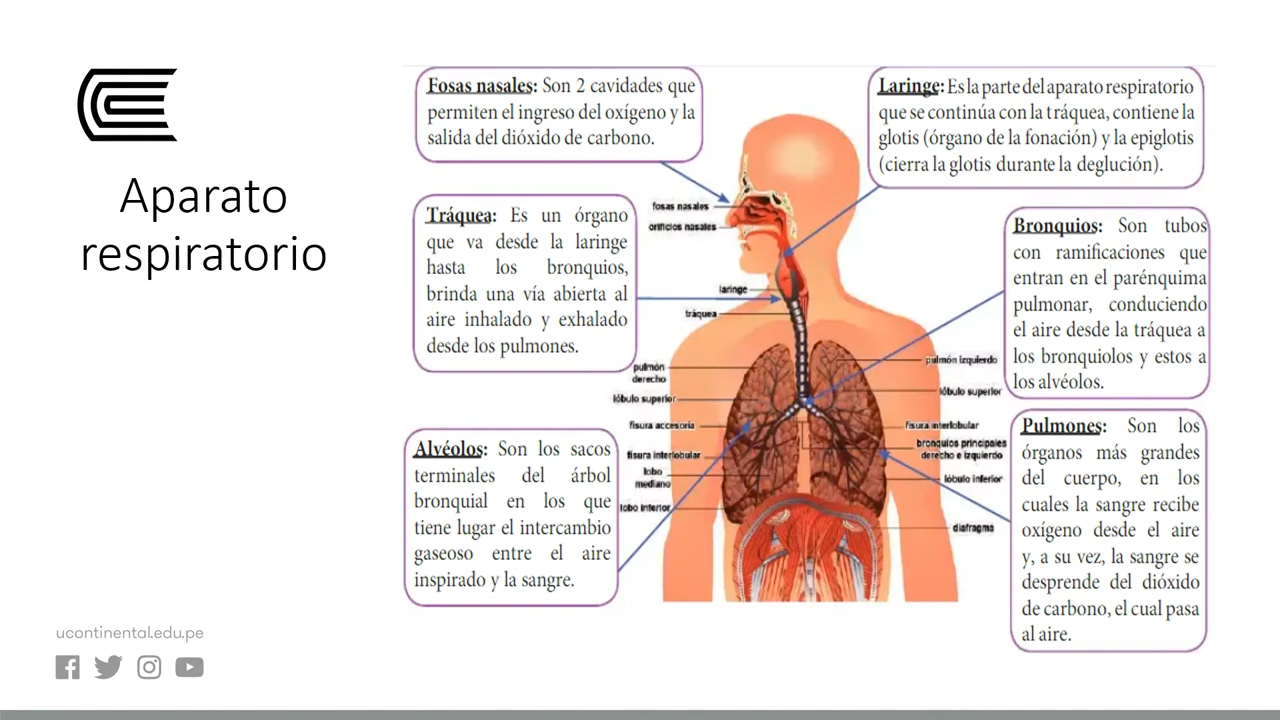 Aparato
respiratorio
Fosas nasales: Son 2 cavidades que
permiten el ingreso del oxígeno y la
salida del dióxido de carbono.
Laringe: Es la parte del aparato respiratorio
que se continúa con la tráquea, contiene la
glotis (órgano de la fonación) y la epiglotis
(cierra la glotis durante la deglución).
Tráquea: Es un órgano
que va desde la laringe
hasta los bronquios,
brinda una vía abierta al
aire inhalado y exhalado
desde los pulmones.
Bronquios: Son tubos
con ramificaciones que
entran en el parénquima
pulmonar, conduciendo
el aire desde la tráquea a
los bronquiolos y estos a
los alvéolos.
Alvéolos: Son los sacos
terminales del árbol
bronquial en los que
tiene lugar el intercambio
gaseoso entre el aire
inspirado y la sangre.
Pulmones: Son los
órganos más grandes
del cuerpo, en los
cuales la sangre recibe
oxígeno desde el aire
y, a su vez, la sangre se
desprende del dióxido
de carbono, el cual pasa
al aire.
fosas nasales
orificios nasales
laringe
tráquea
pulmón
derecho
lóbulo superior
fisura accesoria
fisura interlobular
lobo
mediano
lobo inferior
pulmón izquierdo
lóbulo superior
fisura interlobular
bronquios principales
derecho e izquierdo
lóbulo inferior
diafragma
ucontinental.edu.pe